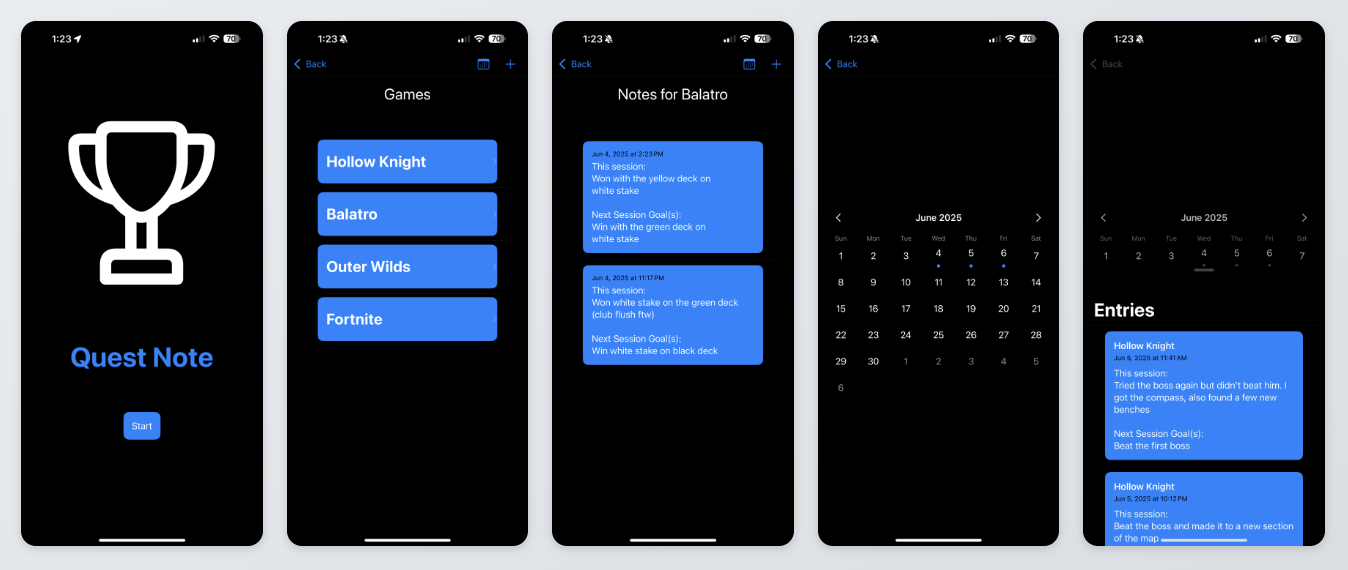 1:23
70
Quest Note
Start
1:23
70
Back
Games
Hollow Knight
Balatro
Outer Wilds
Fortnite
1:23
70
Back
Notes for Balatro
Jun 4, 2025 at 2:23 PM
This session:
Won with the yellow deck on
white stake
Next Session Goal(s):
Win with the green deck on
white stake
Jun 4, 2025 at 11:17 PM
This session:
Won white stake on the green deck
(club flush ftw)
Next Session Goal(s):
Win white stake on black deck
1:23
70
Back
June 2025
Sun Mon Tue Wed Thu Fri Sat
1 2 3 4 5 6 7
8 9 10 11 12 13 14
15 16 17 18 19 20 21
22 23 24 25 26 27 28
29 30 1 2 3 4 5
6
1:23
70
Back
June 2025
Sun Mon Tue Wed Thu Fri Sat
1 2 3 4 5 6 7
Entries
Hollow Knight
Jun 5, 2025 at 11:41 AM
This session:
Tried the boss again but didn't beat him. I
got the compass, also found a few new
benches
Next Session Goal(s):
Beat the first boss
Hollow Knight
Jun 5, 2025 at 10:12 PM
This session:
Beat the boss and made it to a new section
of the map